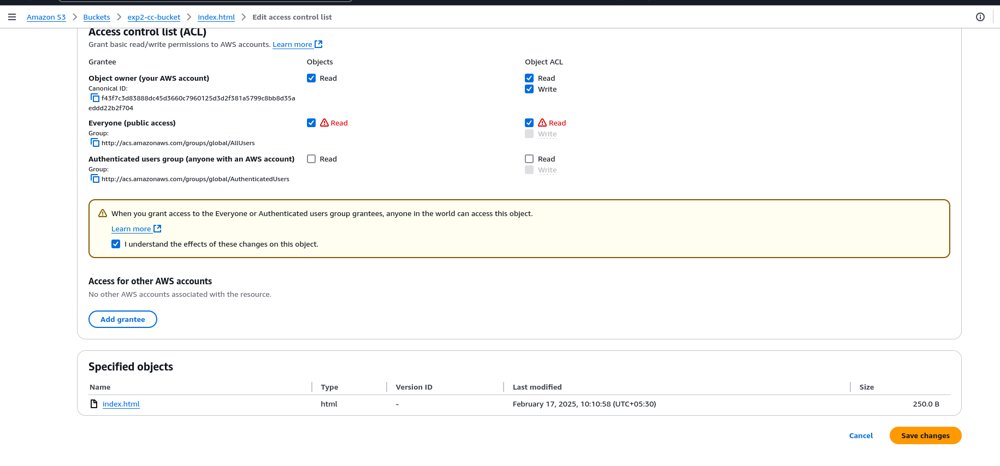 Amazon S3 > Buckets > exp2-cc-bucket > index.html > Edit access control list
Access control list (ACL)
Grant basic read/write permissions to AWS accounts. Learn more
Grantee Objects Object ACL
Object owner (your AWS account) Read Read
Canonical ID: Write
f43f7c3d83888dc45d3660c7960125d3d2f381a5799c8bb8d35a
eddd22b2f704
Everyone (public access) Read Read
Group: Write
http://acs.amazonaws.com/groups/global/AllUsers
Authenticated users group (anyone with an AWS account) Read Read
Group: Write
http://acs.amazonaws.com/groups/global/AuthenticatedUsers
When you grant access to the Everyone or Authenticated users group grantees, anyone in the world can access this object.
Learn more
I understand the effects of these changes on this object.
Access for other AWS accounts
No other AWS accounts associated with the resource.
Add grantee
Specified objects
Name Type Version ID Last modified Size
index.html html - February 17, 2025, 10:10:58 (UTC+05:30) 250.0 B
Cancel Save changes